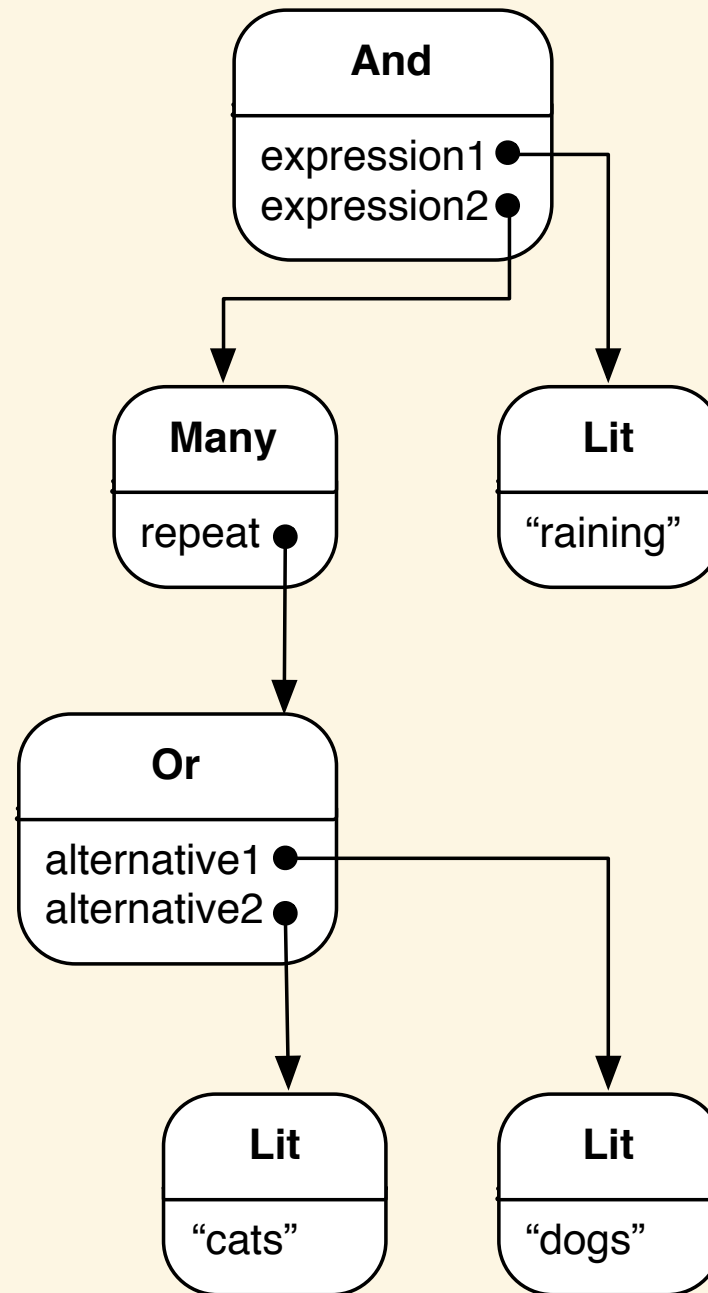 And
expression1
expression2
Many
repeat
Lit
“raining”
Or
alternative1
alternative2
Lit
“cats”
Lit
“dogs”